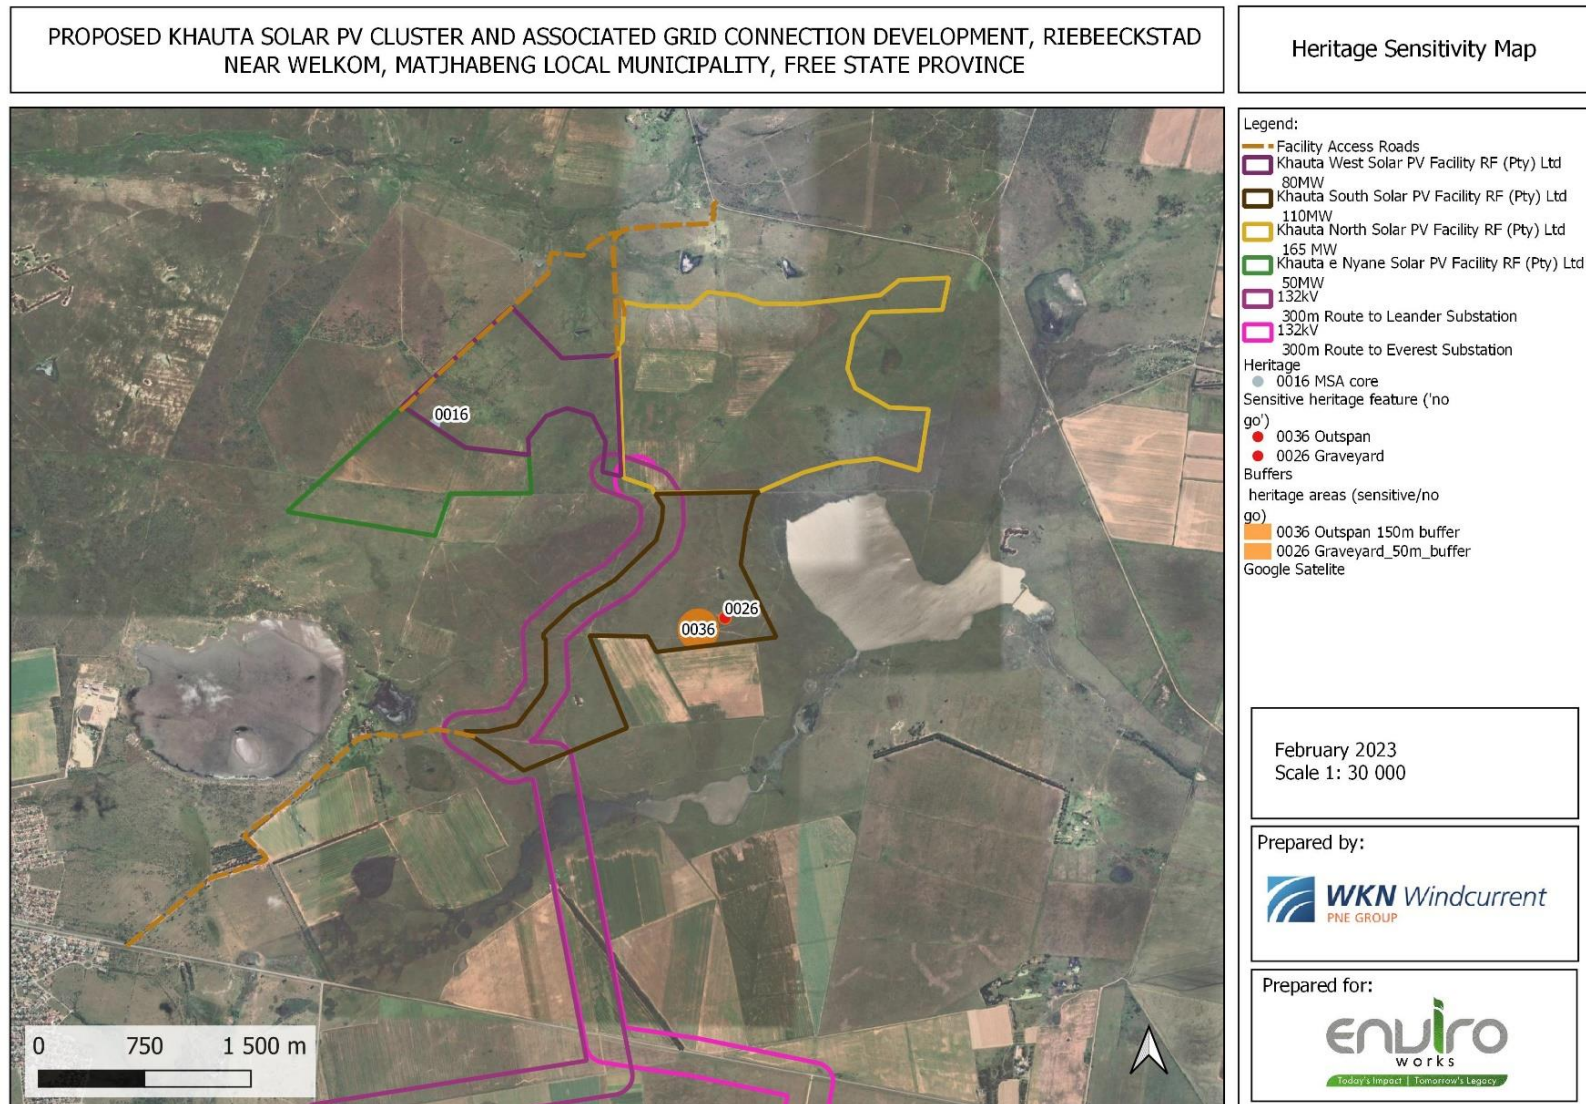 PROPOSED KHAUTA SOLAR PV CLUSTER AND ASSOCIATED GRID CONNECTION DEVELOPMENT, RIEBEECKSTAD
NEAR WELKOM, MATJHABENG LOCAL MUNICIPALITY, FREE STATE PROVINCE
Heritage Sensitivity Map
Legend:
Facility Access Roads
Khauta West Solar PV Facility RF (Pty) Ltd
80MW
Khauta South Solar PV Facility RF (Pty) Ltd
110MW
Khauta North Solar PV Facility RF (Pty) Ltd
165 MW
Khauta e Nyane Solar PV Facility RF (Pty) Ltd
50MW
132kV
300m Route to Leander Substation
132kV
300m Route to Everest Substation
Heritage
0016 MSA core
Sensitive heritage feature ('no
go')
0036 Outspan
0026 Graveyard
Buffers
heritage areas (sensitive/no
go)
0036 Outspan 150m buffer
0026 Graveyard_50m_buffer
Google Satelite
0016
0026
0036
0 750 1 500 m
February 2023
Scale 1: 30 000
Prepared by:
WKN Windcurrent
PNE GROUP
Prepared for:
enviro
works
Today's Impact | Tomorrow's Legacy